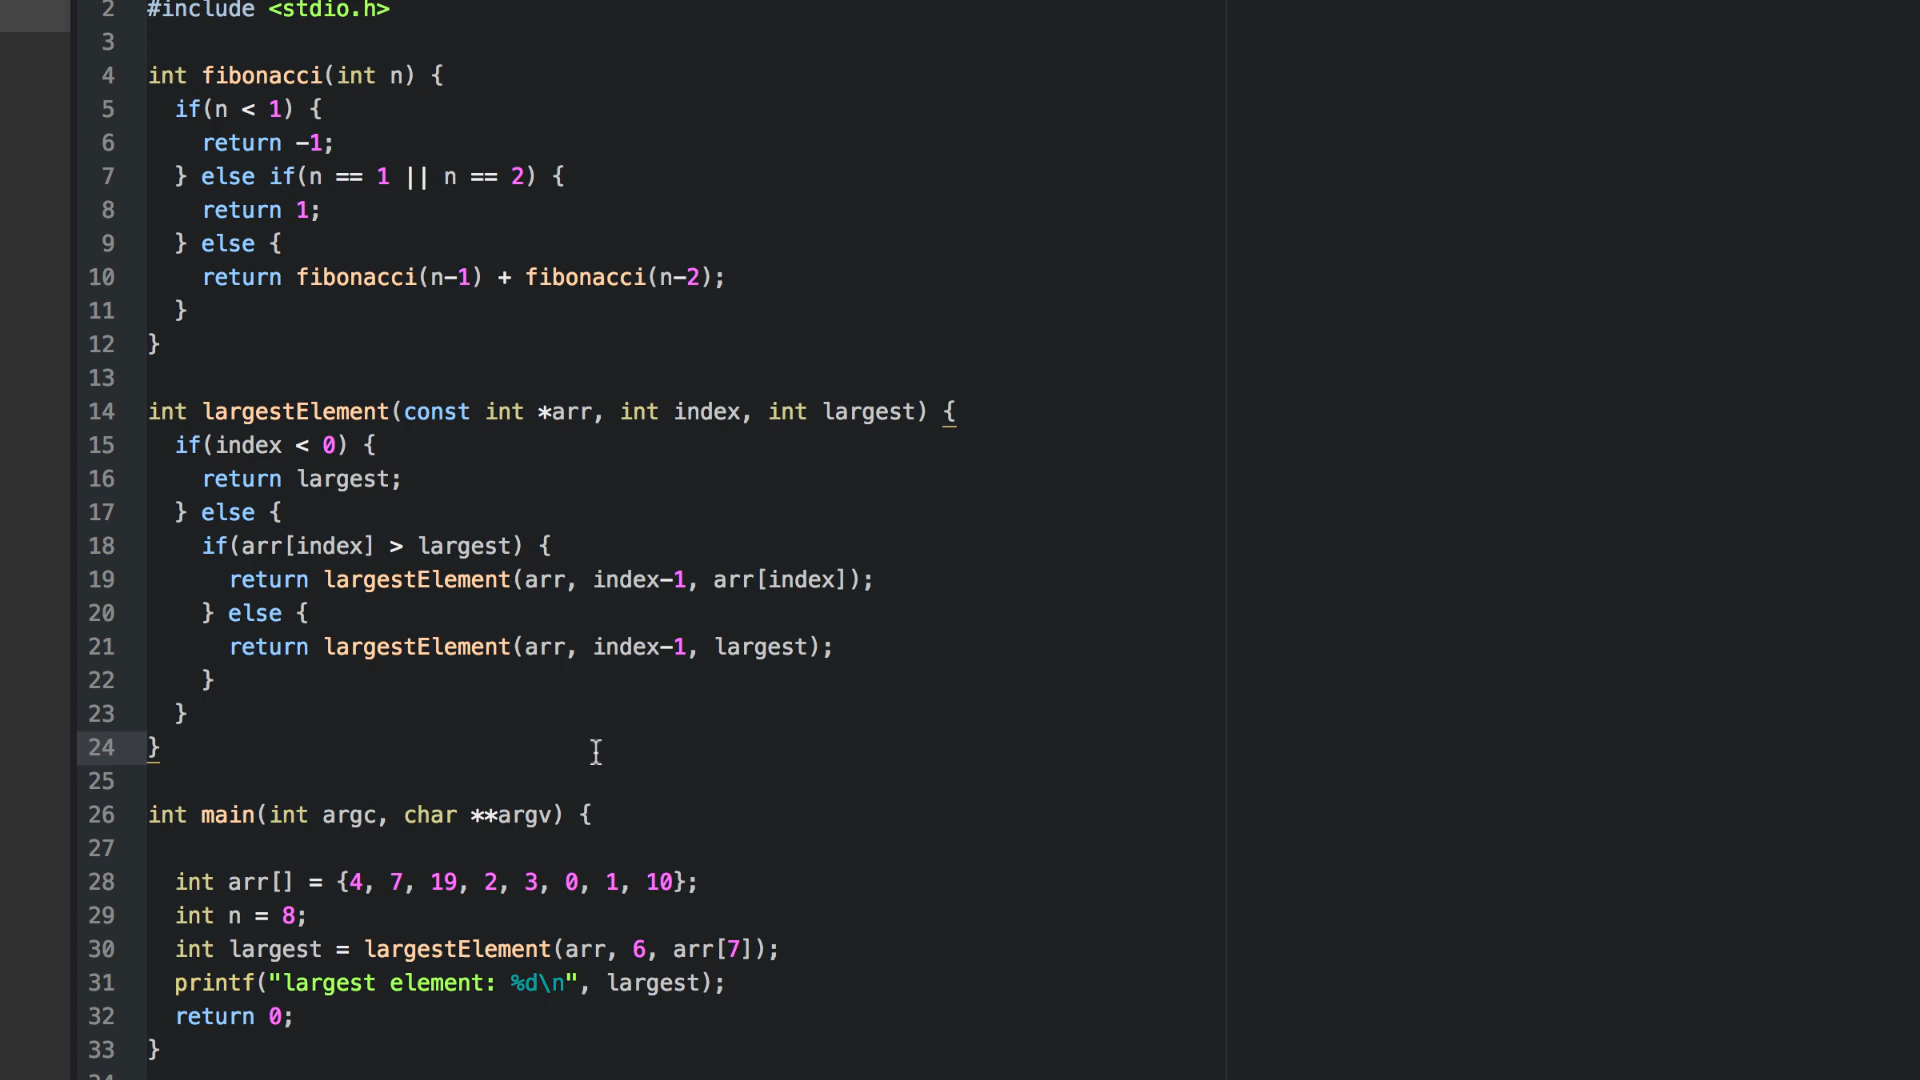 2 #include <stdio.h>
3
4 int fibonacci(int n) {
5   if(n < 1) {
6     return -1;
7   } else if(n == 1 || n == 2) {
8     return 1;
9   } else {
10     return fibonacci(n-1) + fibonacci(n-2);
11   }
12 }
13
14 int largestElement(const int *arr, int index, int largest) {
15   if(index < 0) {
16     return largest;
17   } else {
18     if(arr[index] > largest) {
19       return largestElement(arr, index-1, arr[index]);
20     } else {
21       return largestElement(arr, index-1, largest);
22     }
23   }
24 }
25
26 int main(int argc, char **argv) {
27
28   int arr[] = {4, 7, 19, 2, 3, 0, 1, 10};
29   int n = 8;
30   int largest = largestElement(arr, 6, arr[7]);
31   printf("largest element: %d\n", largest);
32   return 0;
33 }